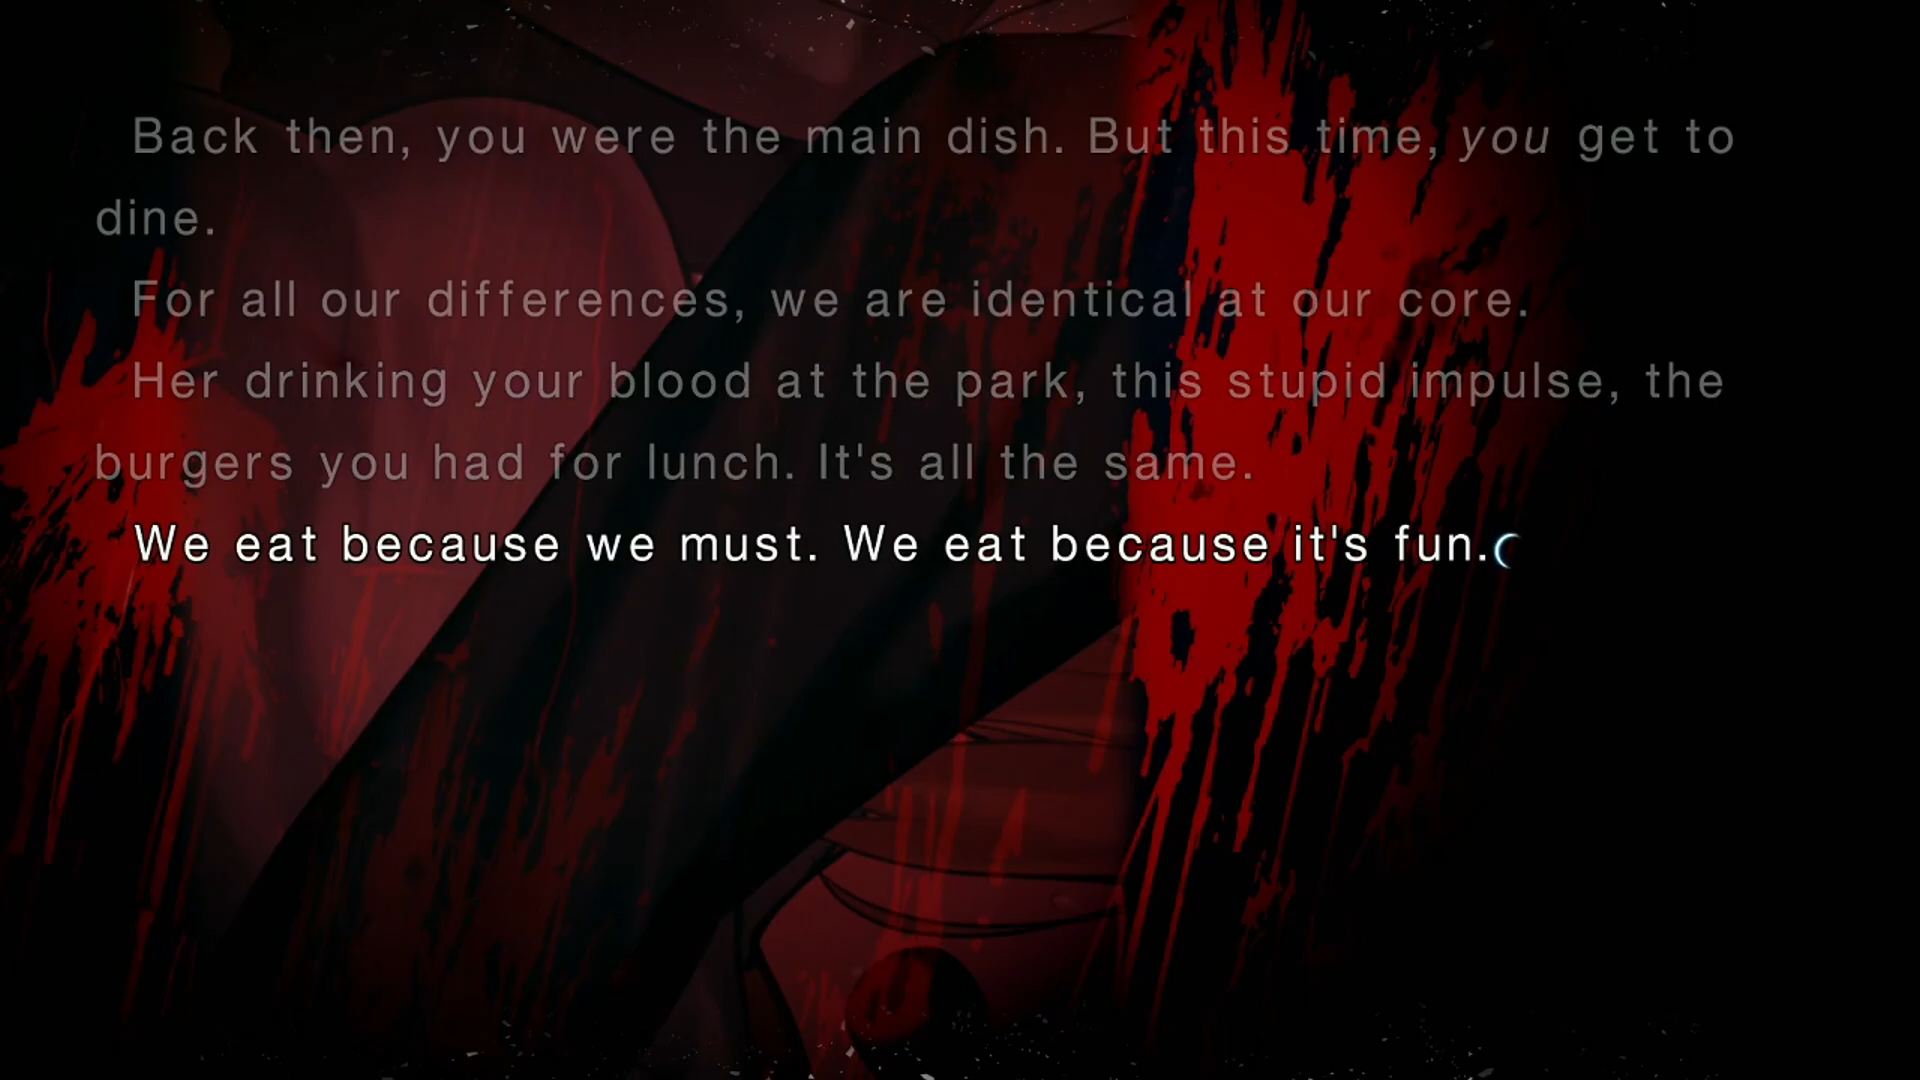 Back then, you were the main dish. But this time, you get to
dine.
For all our differences, we are identical at our core.
Her drinking your blood at the park, this stupid impulse, the
burgers you had for lunch. It's all the same.
We eat because we must. We eat because it's fun.